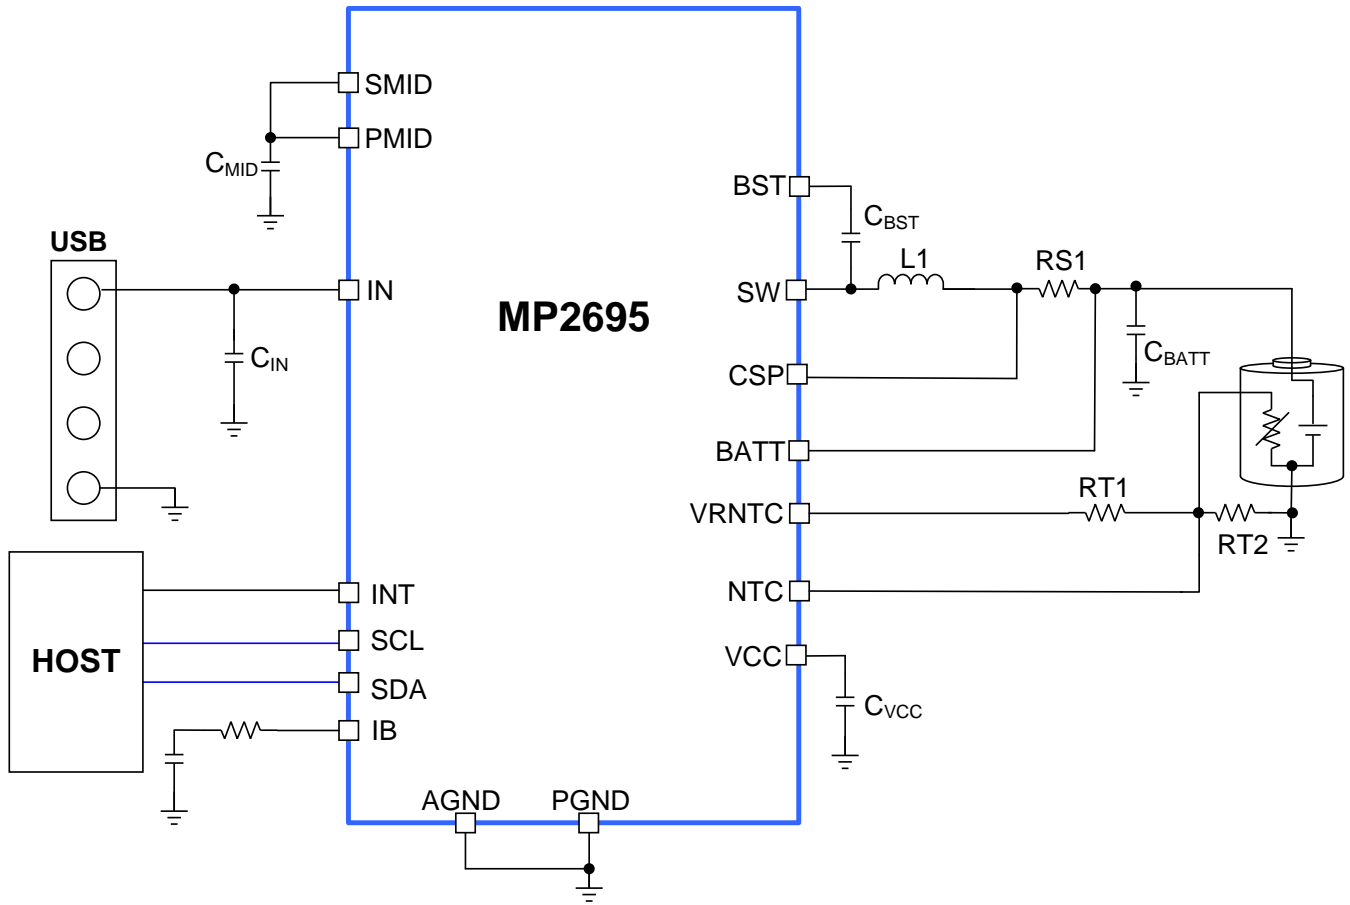 SMID
PMID
CMID
BST
CBST
USB
L1
RS1
SW
IN
MP2695
CIN
CBATT
CSP
BATT
RT1
VRNTC
RT2
NTC
INT
SCL
HOST
VCC
SDA
CVCC
IB
AGND
PGND